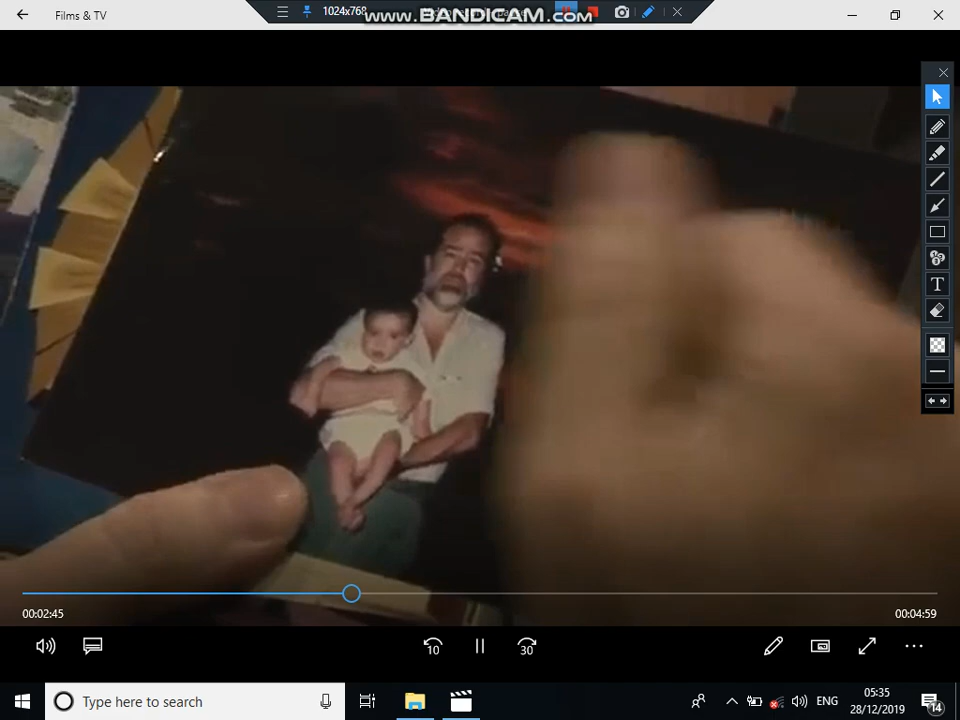 Films & TV
1024x768
www.BANDICAM.com
T
00:02:45
00:04:59
10
30
Type here to search
ENG
05:35
28/12/2019
14